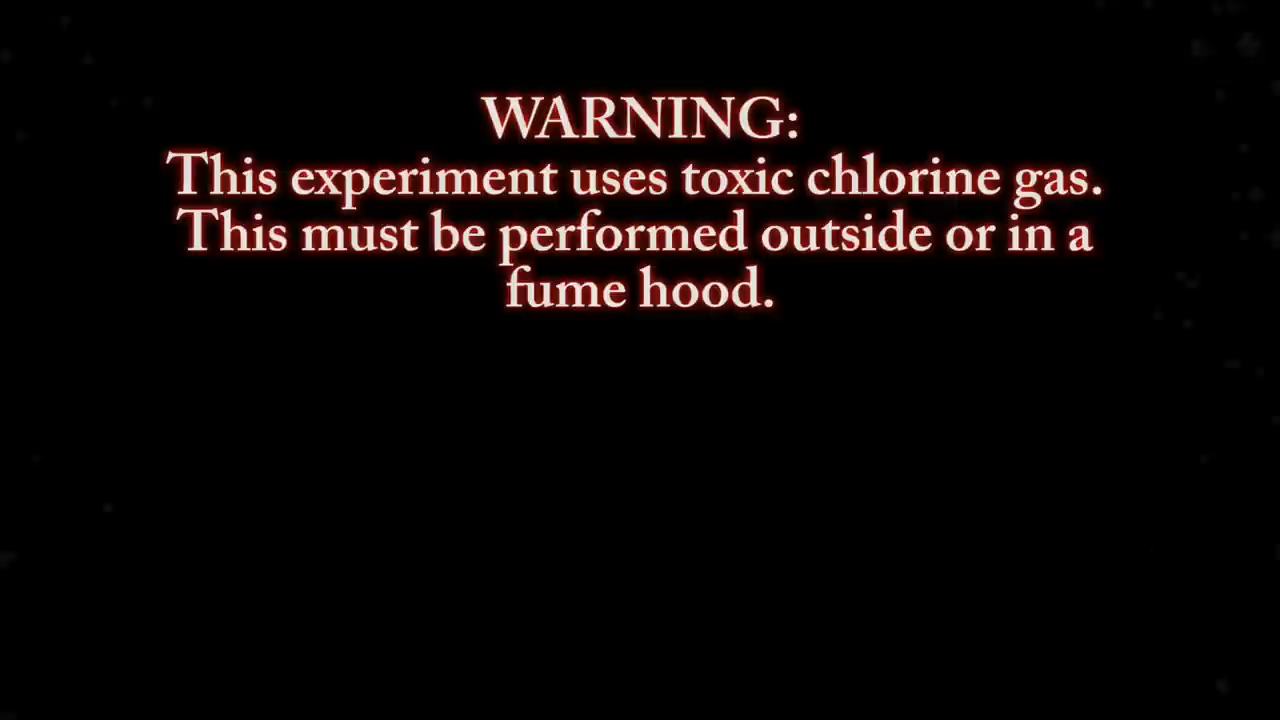 WARNING:
This experiment uses toxic chlorine gas.
This must be performed outside or in a
fume hood.